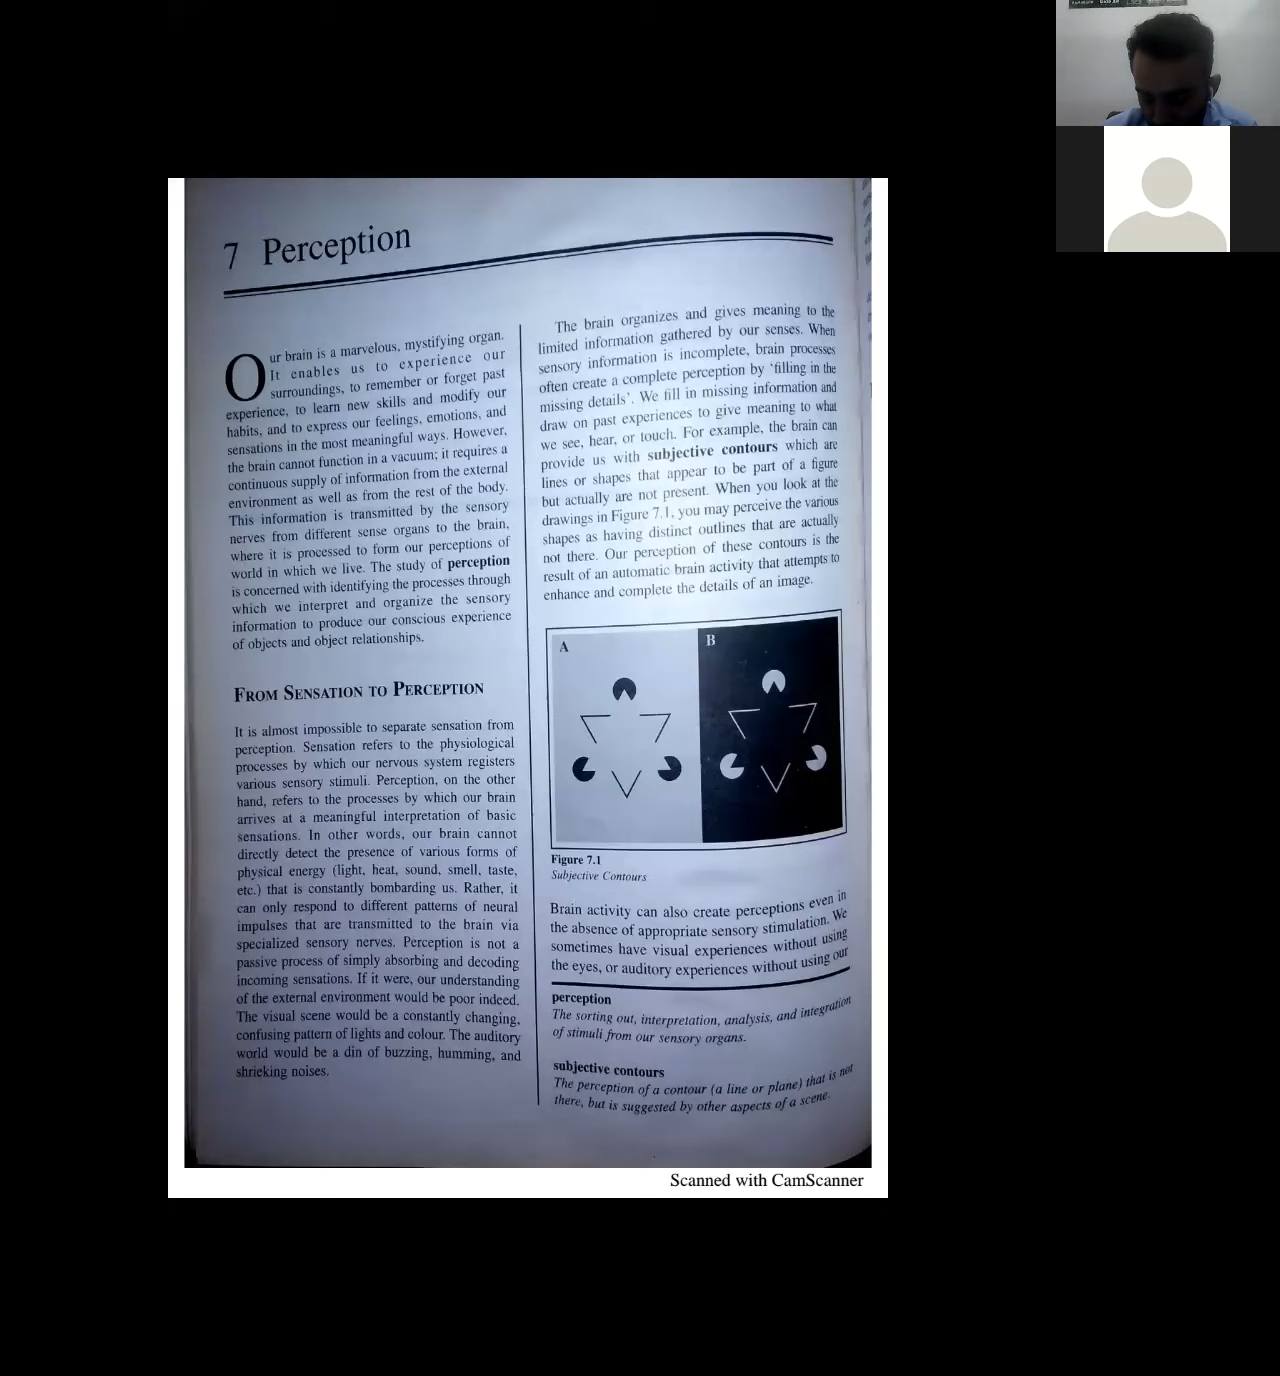 7 Perception
Our brain is a marvelous, mystifying organ.
It enables us to experience our
surroundings, to remember or forget past
experience, to learn new skills and modify our
habits, and to express our feelings, emotions, and
sensations in the most meaningful ways. However,
the brain cannot function in a vacuum; it requires a
continuous supply of information from the external
environment as well as from the rest of the body.
This information is transmitted by the sensory
nerves from different sense organs to the brain,
where it is processed to form our perceptions of
world in which we live. The study of perception
is concerned with identifying the processes through
which we interpret and organize the sensory
information to produce our conscious experience
of objects and object relationships.
FROM SENSATION TO PERCEPTION
It is almost impossible to separate sensation from
perception. Sensation refers to the physiological
processes by which our nervous system registers
various sensory stimuli. Perception, on the other
hand, refers to the processes by which our brain
arrives at a meaningful interpretation of basic
sensations. In other words, our brain cannot
directly detect the presence of various forms of
physical energy (light, heat, sound, smell, taste,
etc.) that is constantly bombarding us. Rather, it
can only respond to different patterns of neural
impulses that are transmitted to the brain via
specialized sensory nerves. Perception is not a
passive process of simply absorbing and decoding
incoming sensations. If it were, our understanding
of the external environment would be poor indeed.
The visual scene would be a constantly changing,
confusing pattern of lights and colour. The auditory
world would be a din of buzzing, humming, and
shrieking noises.
The brain organizes and gives meaning to the
limited information gathered by our senses. When
sensory information is incomplete, brain processes
often create a complete perception by ‘filling in the
missing details’. We fill in missing information and
draw on past experiences to give meaning to what
we see, hear, or touch. For example, the brain can
provide us with subjective contours which are
lines or shapes that appear to be part of a figure
but actually are not present. When you look at the
drawings in Figure 7.1, you may perceive the various
shapes as having distinct outlines that are actually
not there. Our perception of these contours is the
result of an automatic brain activity that attempts to
enhance and complete the details of an image.
A
B
Figure 7.1
Subjective Contours
Brain activity can also create perceptions even in
the absence of appropriate sensory stimulation. We
sometimes have visual experiences without using
the eyes, or auditory experiences without using our
perception
The sorting out, interpretation, analysis, and integration
of stimuli from our sensory organs.
subjective contours
The perception of a contour (a line or plane) that is not
there, but is suggested by other aspects of a scene.
Scanned with CamScanner